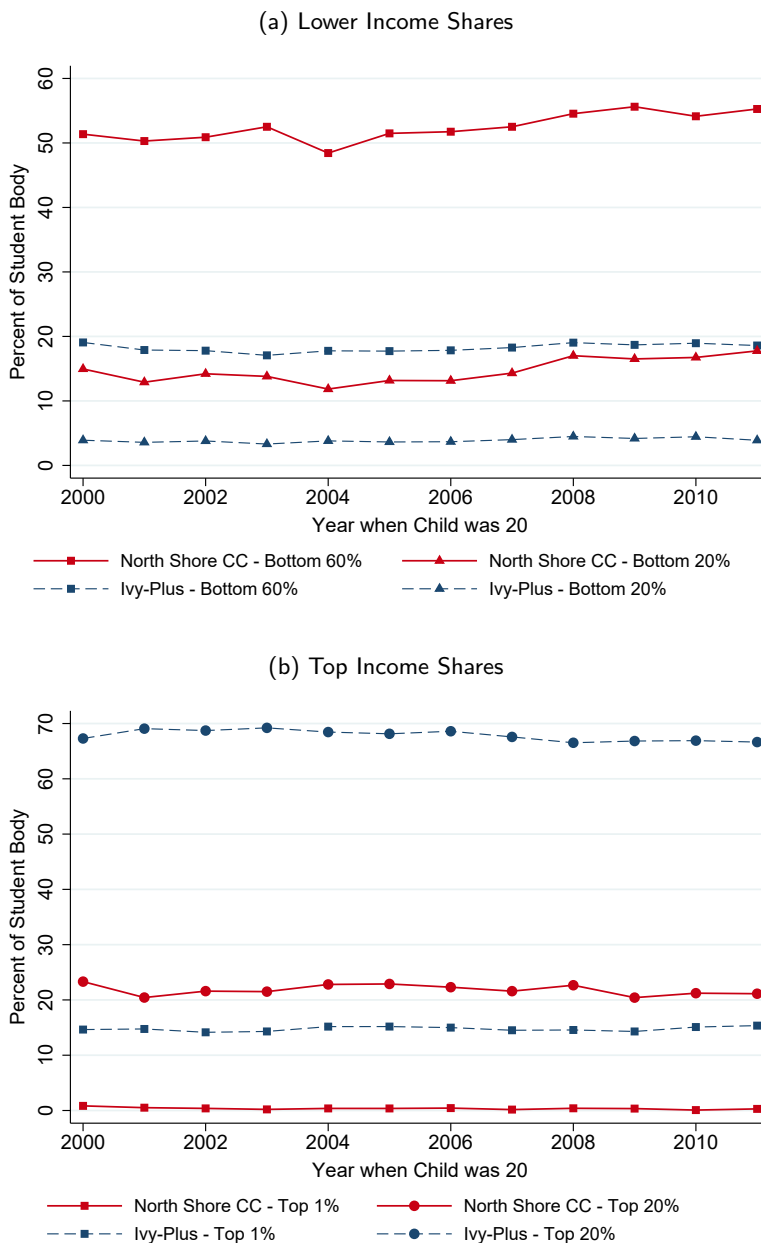 (a) Lower Income Shares
Percent of Student Body
60
50
40
30
20
10
0
2000 2002 2004 2006 2008 2010
Year when Child was 20
North Shore CC - Bottom 60% North Shore CC - Bottom 20%
Ivy-Plus - Bottom 60% Ivy-Plus - Bottom 20%
(b) Top Income Shares
Percent of Student Body
70
60
50
40
30
20
10
0
2000 2002 2004 2006 2008 2010
Year when Child was 20
North Shore CC - Top 1% North Shore CC - Top 20%
Ivy-Plus - Top 1% Ivy-Plus - Top 20%